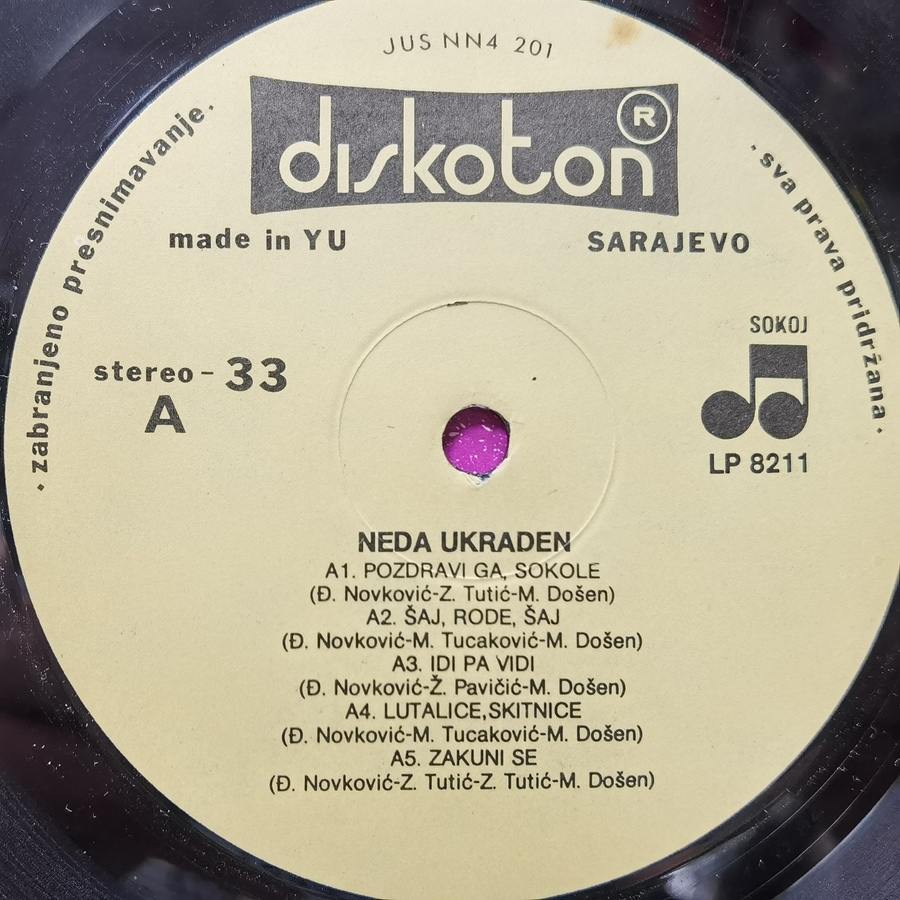 JUS NN4 201
diskoton
R
made in YU
SARAJEVO
· zabranjeno presnimavanje ·
· sva prava pridržana ·
SOKOJ
stereo - 33
A
LP 8211
NEDA UKRADEN
A1. POZDRAVI GA, SOKOLE
(Đ. Novković-Z. Tutić-M. Došen)
A2. ŠAJ, RODE, ŠAJ
(Đ. Novković-M. Tucaković-M. Došen)
A3. IDI PA VIDI
(Đ. Novković-Ž. Pavičić-M. Došen)
A4. LUTALICE,SKITNICE
(Đ. Novković-M. Tucaković-M. Došen)
A5. ZAKUNI SE
(Đ. Novković-Z. Tutić-Z. Tutić-M. Došen)